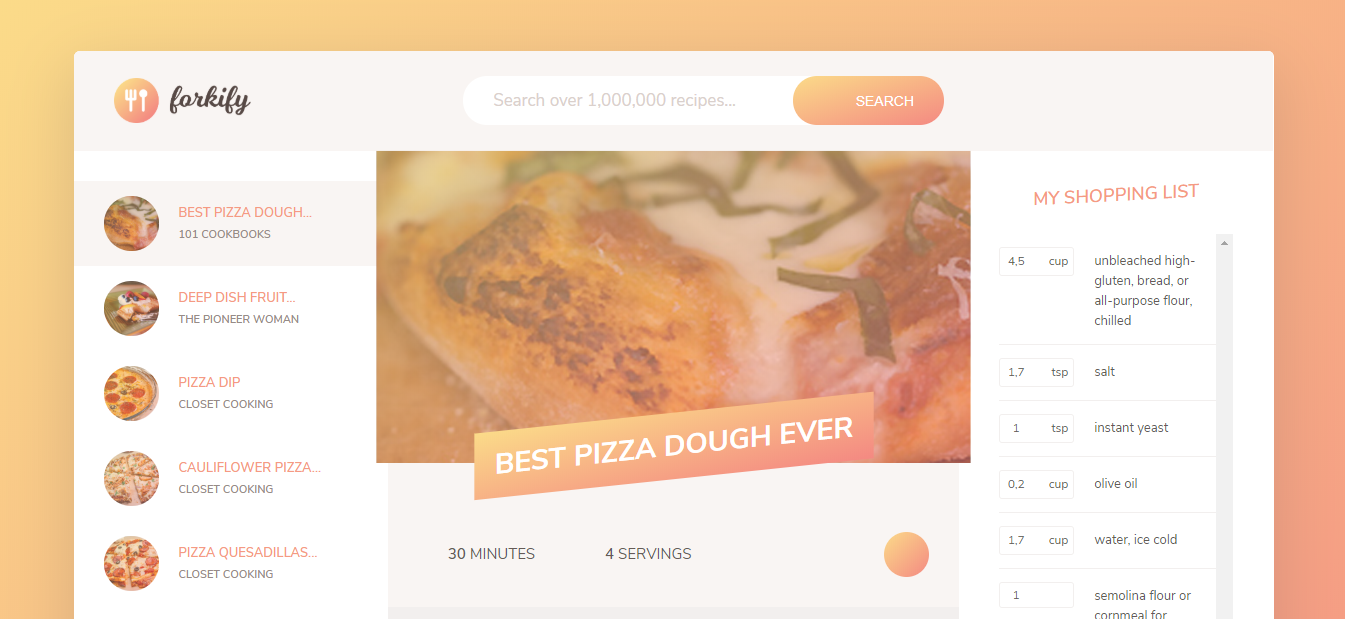 forkify
Search over 1,000,000 recipes...
SEARCH
BEST PIZZA DOUGH...
101 COOKBOOKS
DEEP DISH FRUIT...
THE PIONEER WOMAN
PIZZA DIP
CLOSET COOKING
CAULIFLOWER PIZZA...
CLOSET COOKING
PIZZA QUESADILLAS...
CLOSET COOKING
BEST PIZZA DOUGH EVER
30 MINUTES
4 SERVINGS
MY SHOPPING LIST
4,5 cup unbleached high-
gluten, bread, or
all-purpose flour,
chilled
1,7 tsp salt
1 tsp instant yeast
0,2 cup olive oil
1,7 cup water, ice cold
1 semolina flour or
cornmeal for